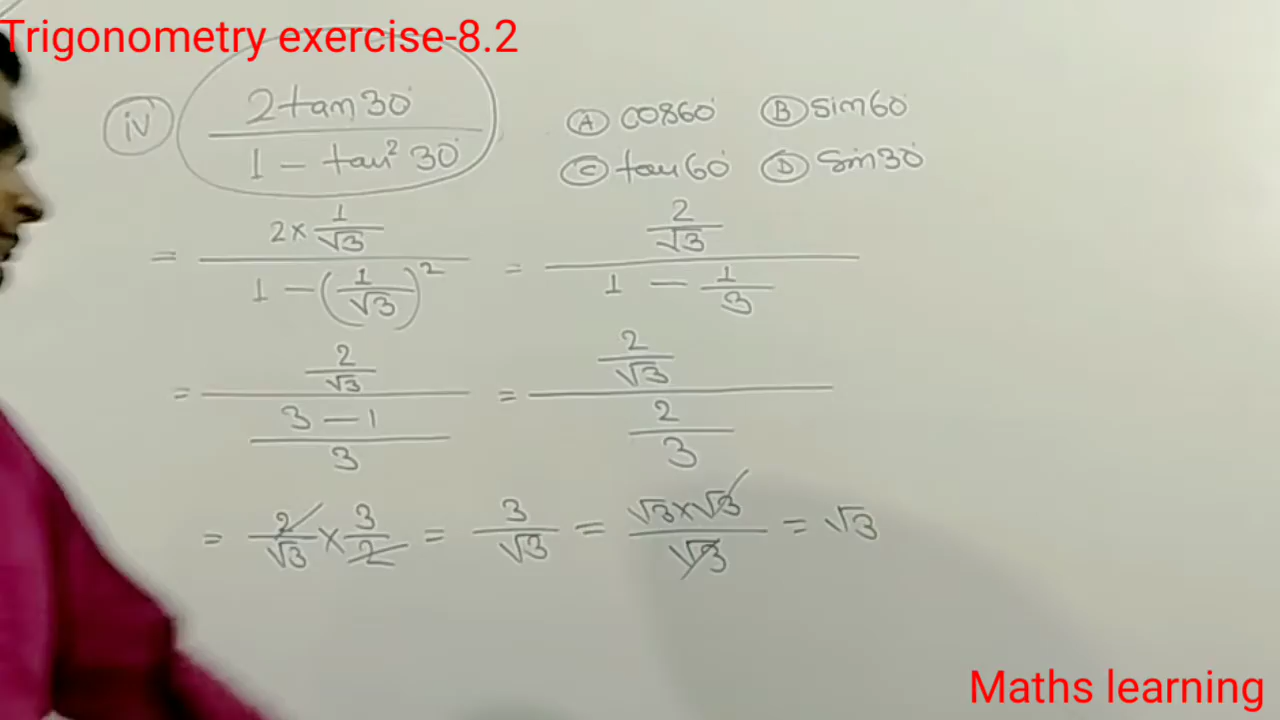 Trigonometry exercise-8.2
(iv) 2tan30° / 1 - tan² 30° (A) cos60° (B) sin60°
(C) tan60° (D) sin30°
= 2×1/√3 / 1-(1/√3)² = 2/√3 / 1 - 1/3
= 2/√3 / 3-1/3 = 2/√3 / 2/3
= 2/√3 × 3/2 = 3/√3 = √3×√3/√3 = √3
Maths learning